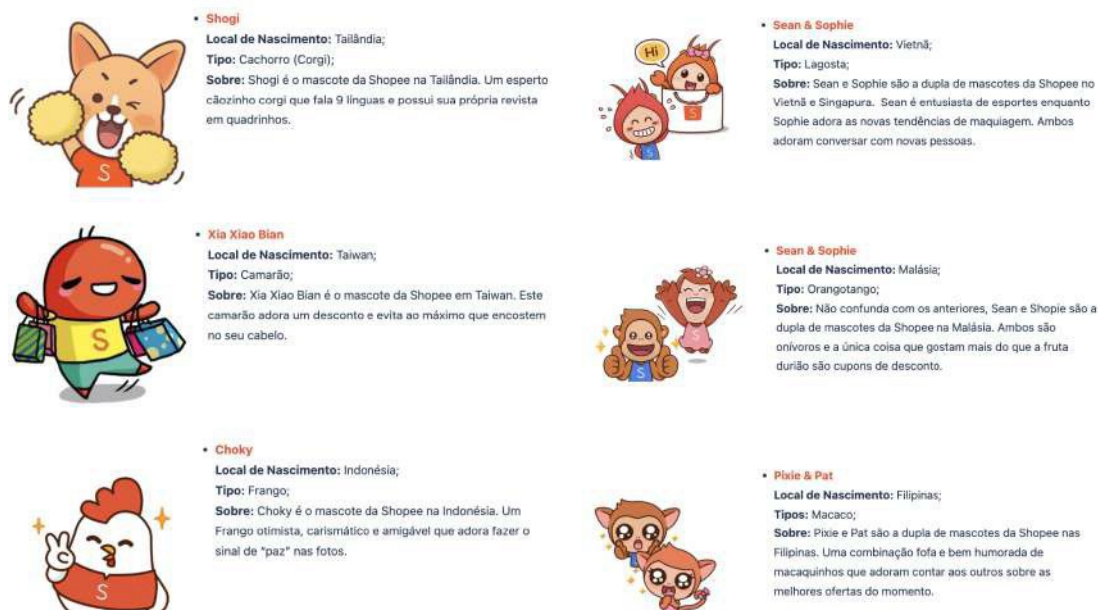 • Shogi
Local de Nascimento: Tailândia;
Tipo: Cachorro (Corgi);
Sobre: Shogi é o mascote da Shopee na Tailândia. Um esperto
cãozinho corgi que fala 9 línguas e possui sua própria revista
em quadrinhos.
S
• Xia Xiao Bian
Local de Nascimento: Taiwan;
Tipo: Camarão;
Sobre: Xia Xiao Bian é o mascote da Shopee em Taiwan. Este
camarão adora um desconto e evita ao máximo que encostem
no seu cabelo.
S
• Choky
Local de Nascimento: Indonésia;
Tipo: Frango;
Sobre: Choky é o mascote da Shopee na Indonésia. Um
Frango otimista, carismático e amigável que adora fazer o
sinal de "paz" nas fotos.
S
• Sean & Sophie
Local de Nascimento: Vietnã;
Tipo: Lagosta;
Sobre: Sean e Sophie são a dupla de mascotes da Shopee no
Vietnã e Singapura. Sean é entusiasta de esportes enquanto
Sophie adora as novas tendências de maquiagem. Ambos
adoram conversar com novas pessoas.
Hi
S
S
• Sean & Sophie
Local de Nascimento: Malásia;
Tipo: Orangotango;
Sobre: Não confunda com os anteriores, Sean e Shopie são a
dupla de mascotes da Shopee na Malásia. Ambos são
onívoros e a única coisa que gostam mais do que a fruta
durião são cupons de desconto.
S
S
• Pixie & Pat
Local de Nascimento: Filipinas;
Tipos: Macaco;
Sobre: Pixie e Pat são a dupla de mascotes da Shopee nas
Filipinas. Uma combinação fofa e bem humorada de
macaquinhos que adoram contar aos outros sobre as
melhores ofertas do momento.